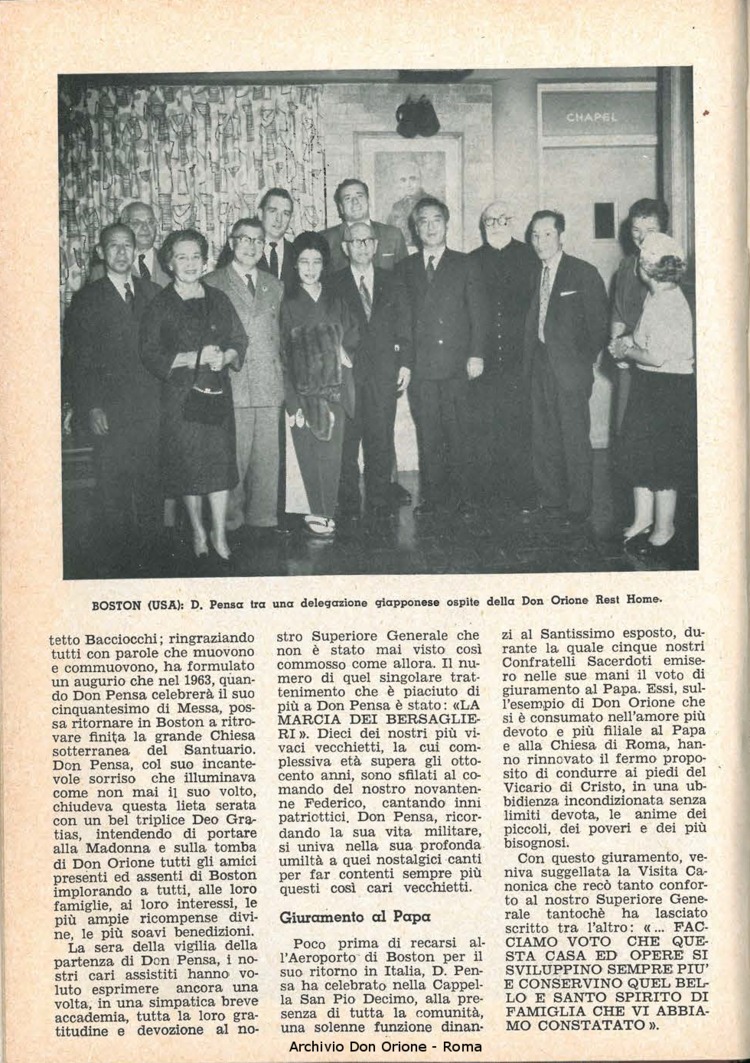 CHAPEL
BOSTON (USA): D. Pensa tra una delegazione giapponese ospite della Don Orione Rest Home.
tetto Bacciocchi; ringraziando
tutti con parole che muovono
e commuovono, ha formulato
un augurio che nel 1963, quan-
do Don Pensa celebrerà il suo
cinquantesimo di Messa, pos-
sa ritornare in Boston a ritro-
vare finita la grande Chiesa
sotterranea del Santuario.
Don Pensa, col suo incante-
vole sorriso che illuminava
come non mai il suo volto,
chiudeva questa lieta serata
con un bel triplice Deo Gra-
tias, intendendo di portare
alla Madonna e sulla tomba
di Don Orione tutti gli amici
presenti ed assenti di Boston
implorando a tutti, alle loro
famiglie, ai loro interessi, le
più ampie ricompense divi-
ne, le più soavi benedizioni.
La sera della vigilia della
partenza di Don Pensa, i no-
stri cari assistiti hanno vo-
luto esprimere ancora una
volta, in una simpatica breve
accademia, tutta la loro gra-
titudine e devozione al no-
stro Superiore Generale che
non è stato mai visto così
commosso come allora. Il nu-
mero di quel singolare trat-
tenimento che è piaciuto di
più a Don Pensa è stato: «LA
MARCIA DEI BERSAGLIE-
RI». Dieci dei nostri più vi-
vaci vecchietti, la cui com-
plessiva età supera gli otto-
cento anni, sono sfilati al co-
mando del nostro novanten-
ne Federico, cantando inni
patriottici. Don Pensa, ricor-
dando la sua vita militare,
si univa nella sua profonda
umiltà a quei nostalgici canti
per far contenti sempre più
questi così cari vecchietti.
Giuramento al Papa
Poco prima di recarsi al-
l'Aeroporto di Boston per il
suo ritorno in Italia, D. Pen-
sa ha celebrato nella Cappel-
la San Pio Decimo, alla pre-
senza di tutta la comunità,
una solenne funzione dinan-
zi al Santissimo esposto, du-
rante la quale cinque nostri
Confratelli Sacerdoti emise-
ro nelle sue mani il voto di
giuramento al Papa. Essi, sul-
l'esempio di Don Orione che
si è consumato nell'amore più
devoto e più filiale al Papa
e alla Chiesa di Roma, han-
no rinnovato il fermo propo-
sito di condurre ai piedi del
Vicario di Cristo, in una ub-
bidienza incondizionata senza
limiti devota, le anime dei
piccoli, dei poveri e dei più
bisognosi.
Con questo giuramento, ve-
niva suggellata la Visita Ca-
nonica che recò tanto confor-
to al nostro Superiore Gene-
rale tantochè ha lasciato
scritto tra l'altro: «... FAC-
CIAMO VOTO CHE QUE-
STA CASA ED OPERE SI
SVILUPPINO SEMPRE PIU'
E CONSERVINO QUEL BEL-
LO E SANTO SPIRITO DI
FAMIGLIA CHE VI ABBIA-
MO CONSTATATO».
Archivio Don Orione - Roma